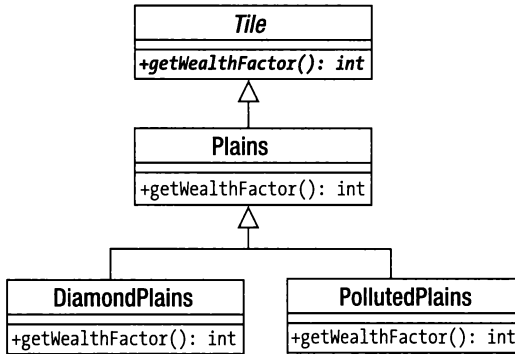 Tile
+getWealthFactor(): int
Plains
+getWealthFactor(): int
DiamondPlains
+getWealthFactor(): int
PollutedPlains
+getWealthFactor(): int